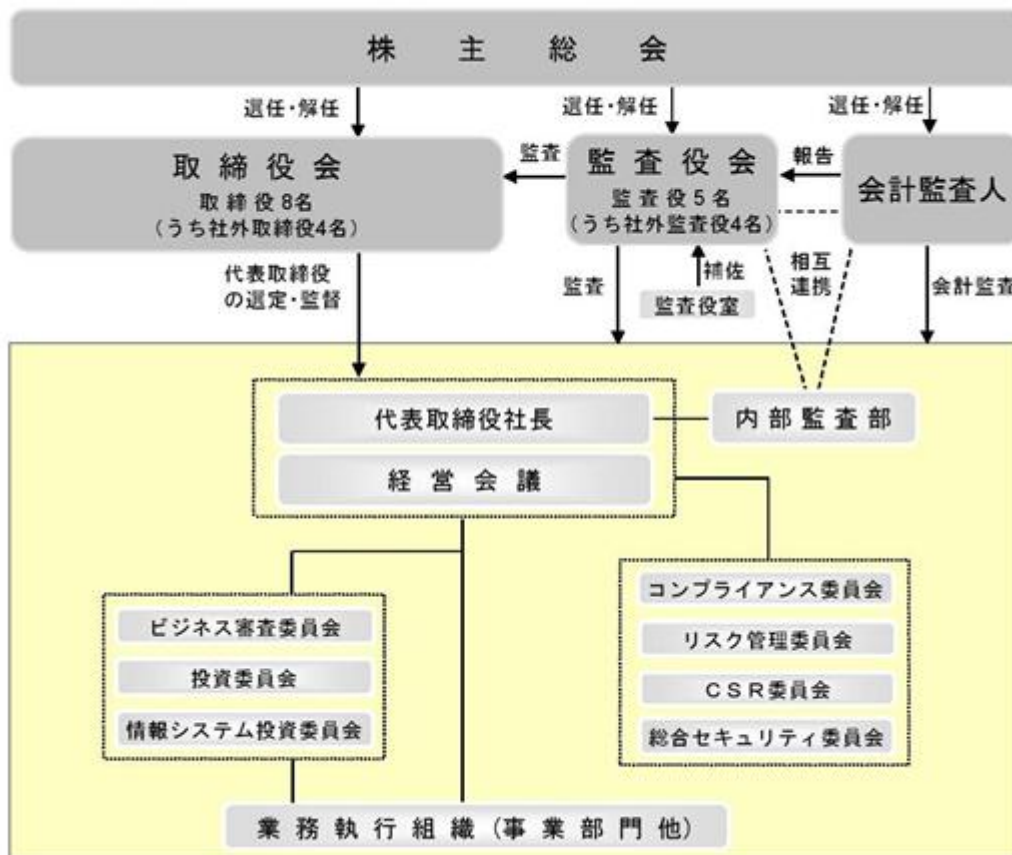 株主総会
選任・解任
選任・解任
選任・解任
取締役会
取締役8名
(うち社外取締役4名)
監査
監査役会
監査役5名
(うち社外監査役4名)
報告
会計監査人
代表取締役
の選定・監督
監査
補佐
監査役室
相互
連携
会計監査
代表取締役社長
内部監査部
経営会議
ビジネス審査委員会
投資委員会
情報システム投資委員会
コンプライアンス委員会
リスク管理委員会
CSR委員会
総合セキュリティ委員会
業務執行組織(事業部門他)